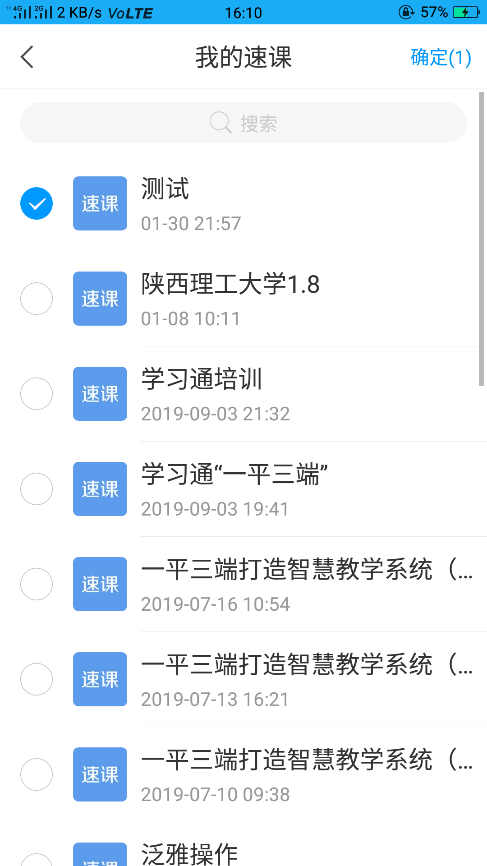 4G 2G 2 KB/s VoLTE 16:10 57%
我的速课 确定(1)
搜索
速课 测试
01-30 21:57
速课 陕西理工大学1.8
01-08 10:11
速课 学习通培训
2019-09-03 21:32
速课 学习通“一平三端”
2019-09-03 19:41
速课 一平三端打造智慧教学系统（...
2019-07-16 10:54
速课 一平三端打造智慧教学系统（...
2019-07-13 16:21
速课 一平三端打造智慧教学系统（...
2019-07-10 09:38
速课 泛雅操作